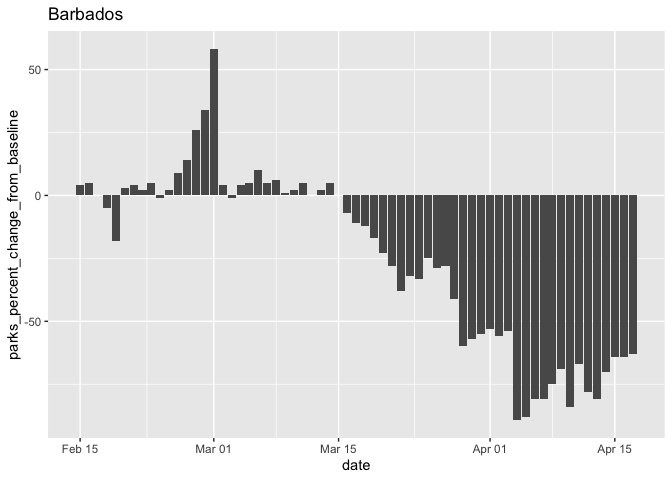 Barbados
parks_percent_change_from_baseline
50
0
-50
Feb 15
Mar 01
Mar 15
Apr 01
Apr 15
date